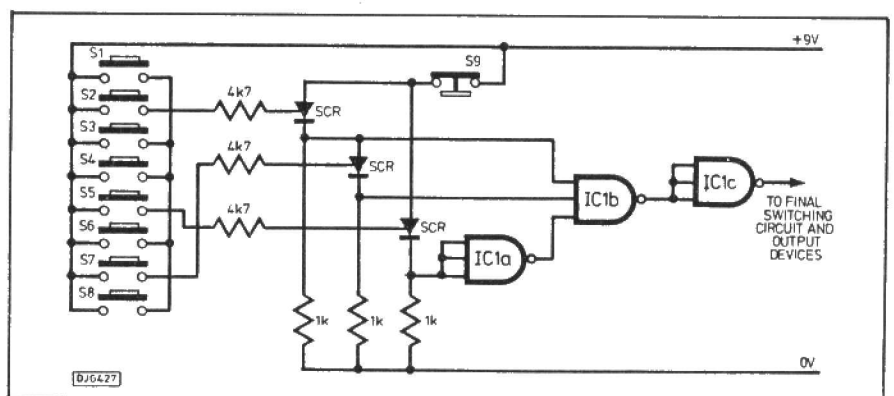 +9V
S1
S9
S2
4k7
SCR
S3
S4
4k7
SCR
IC1b
IC1c
S5
4k7
SCR
TO FINAL
SWITCHING
CIRCUIT AND
OUTPUT
DEVICES
S6
IC1a
S7
S8
1k
1k
1k
0V
DJG427